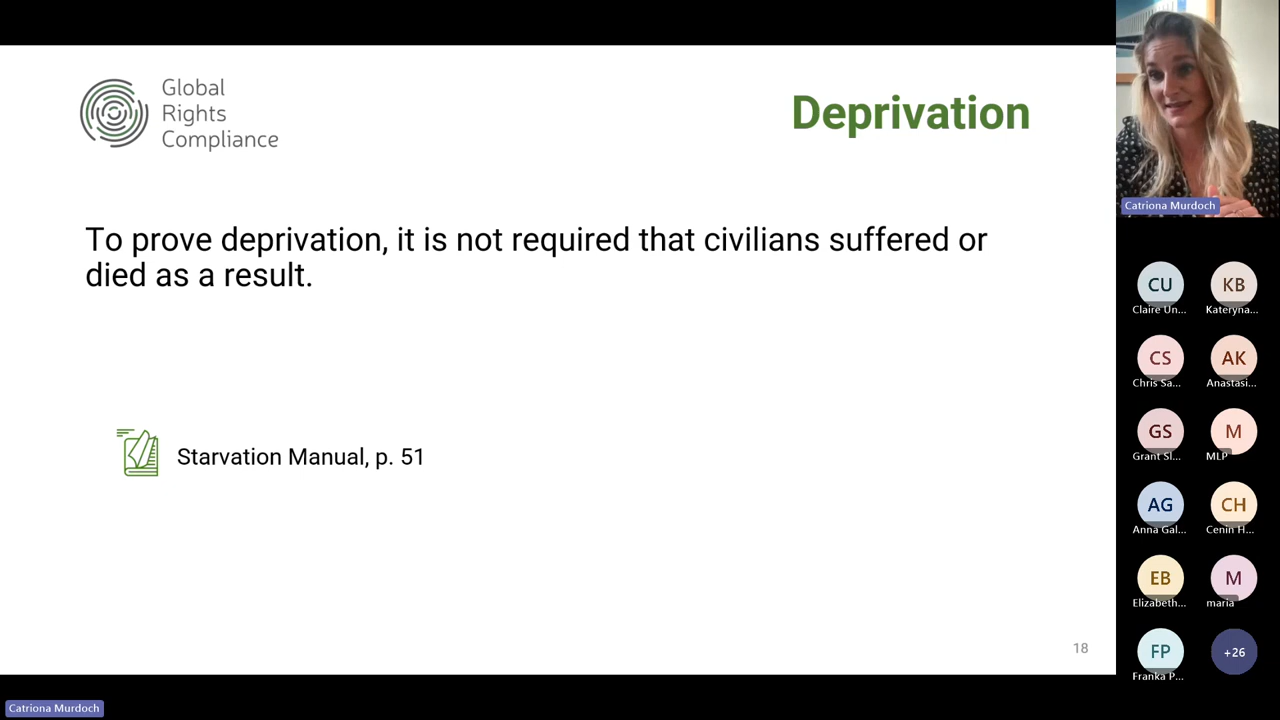 Global
Rights
Compliance
Deprivation
To prove deprivation, it is not required that civilians suffered or
died as a result.
Starvation Manual, p. 51
18
Catriona Murdoch
CU
KB
Claire Un...
Kateryna...
CS
AK
Chris Sa...
Anastasi...
GS
M
Grant Sl...
MLP
AG
CH
Anna Gal...
Cenin H...
EB
M
Elizabeth...
maria
FP
+26
Franka P...
Catriona Murdoch